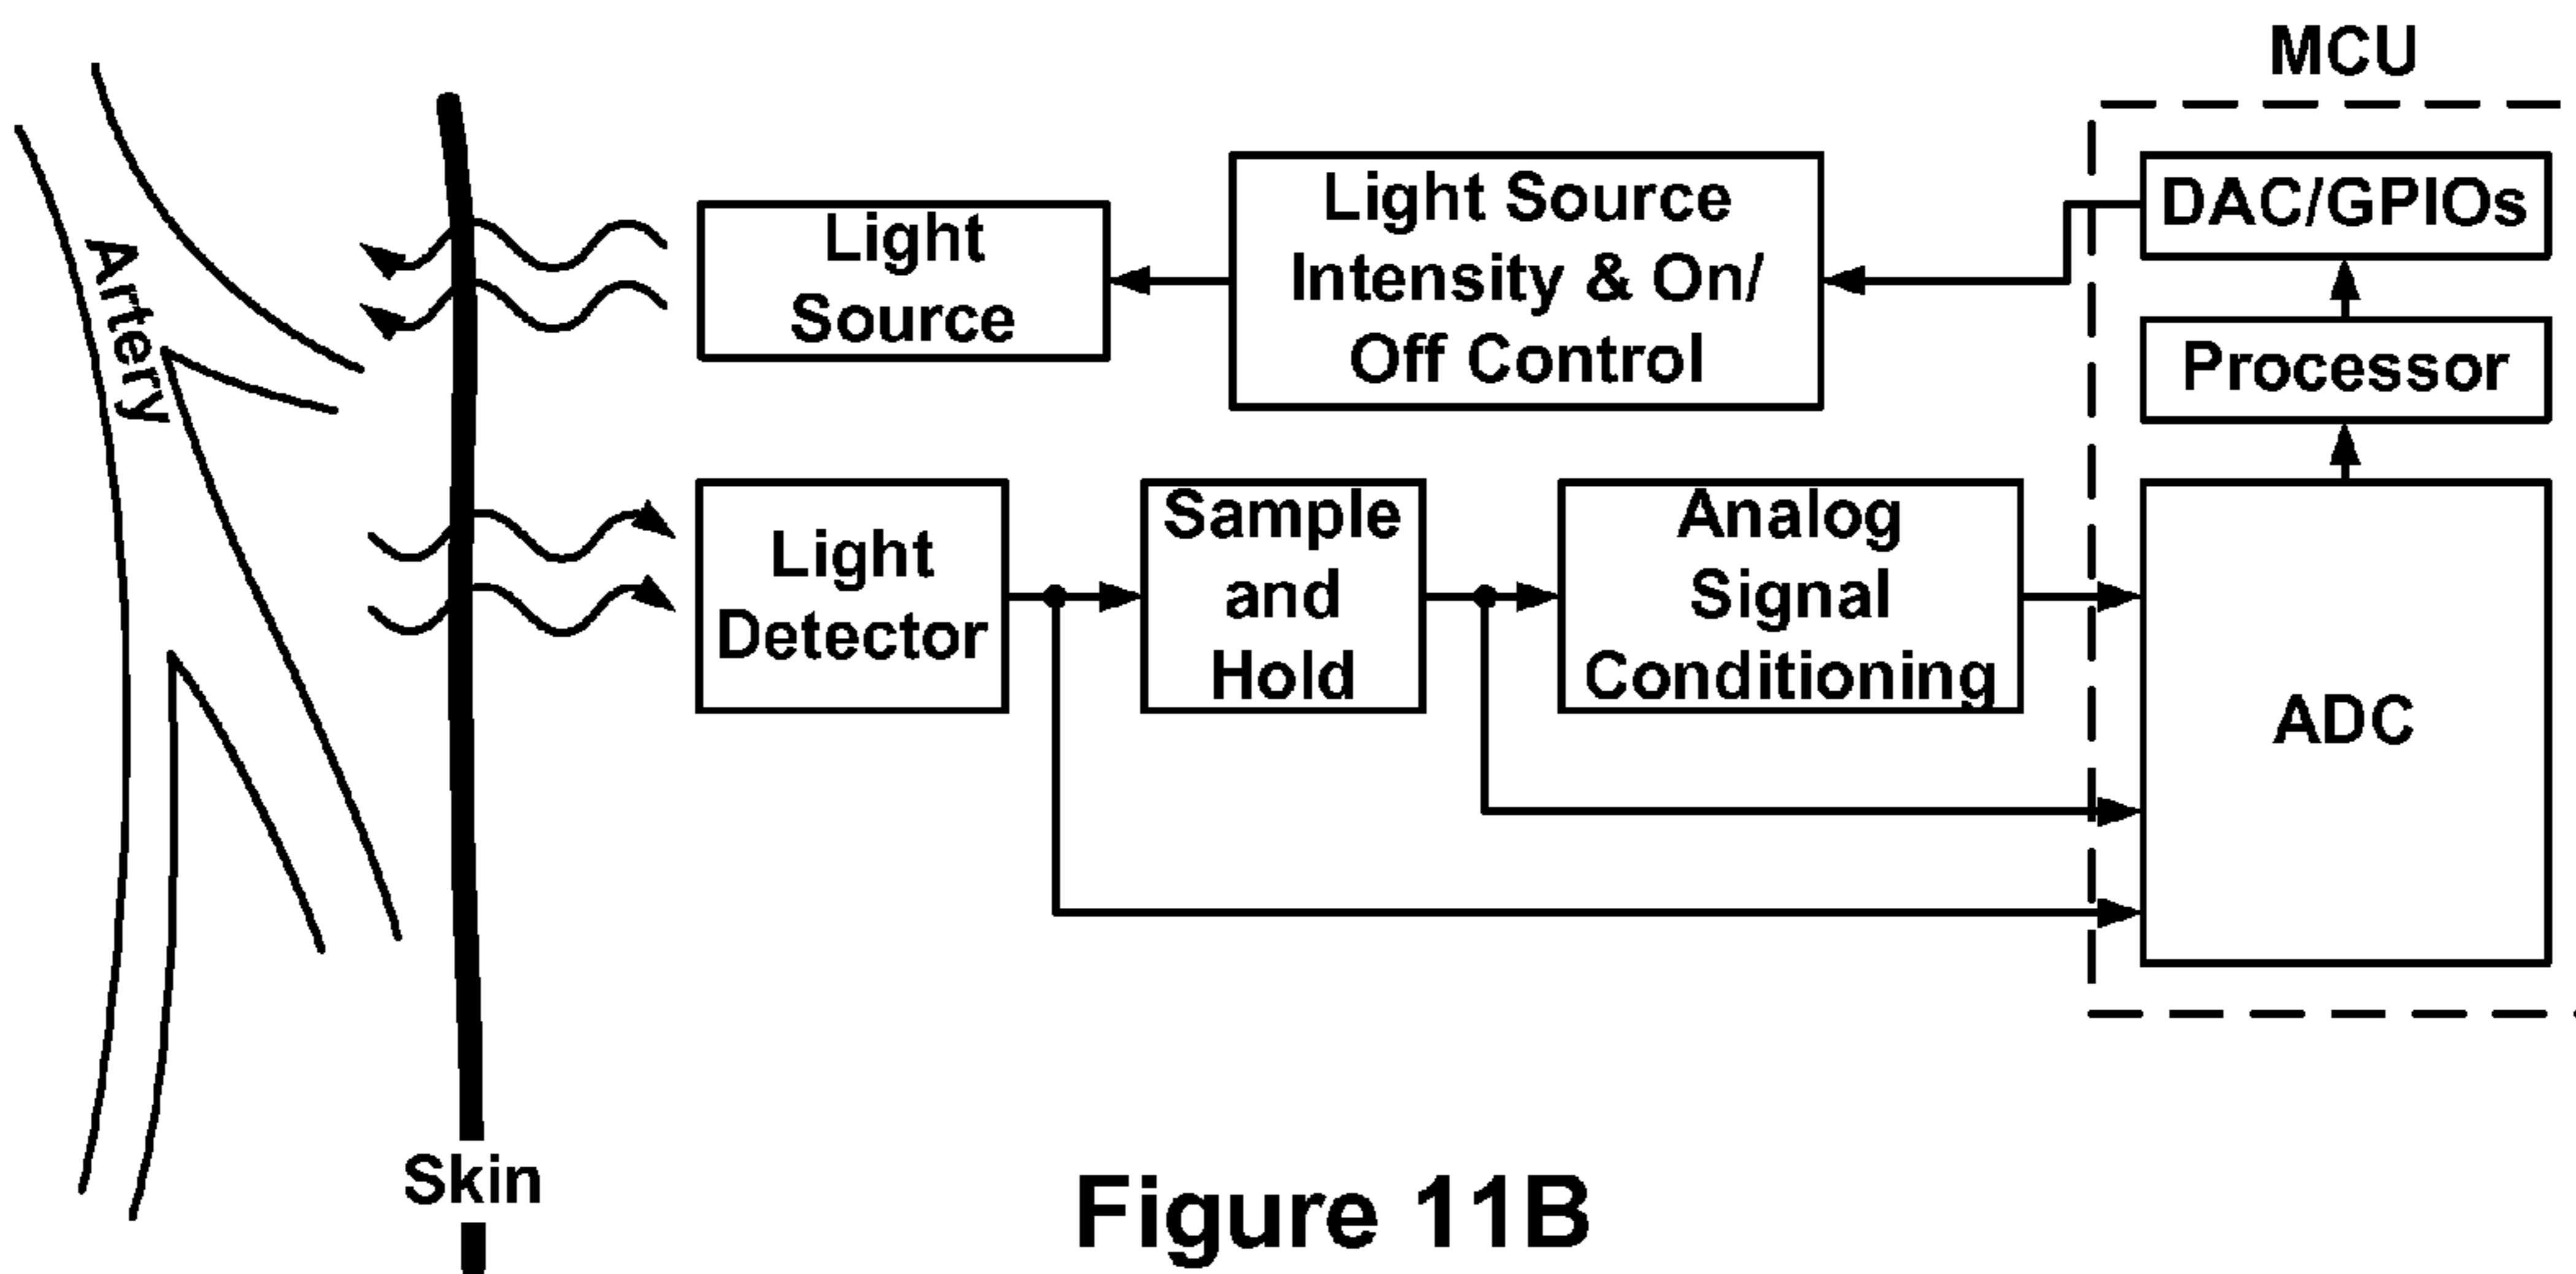 MCU
DAC/GPIOs
Light Source
Intensity & On/
Off Control
Light
Source
Processor
Artery
Light
Detector
Sample
and
Hold
Analog
Signal
Conditioning
ADC
Skin
Figure 11B